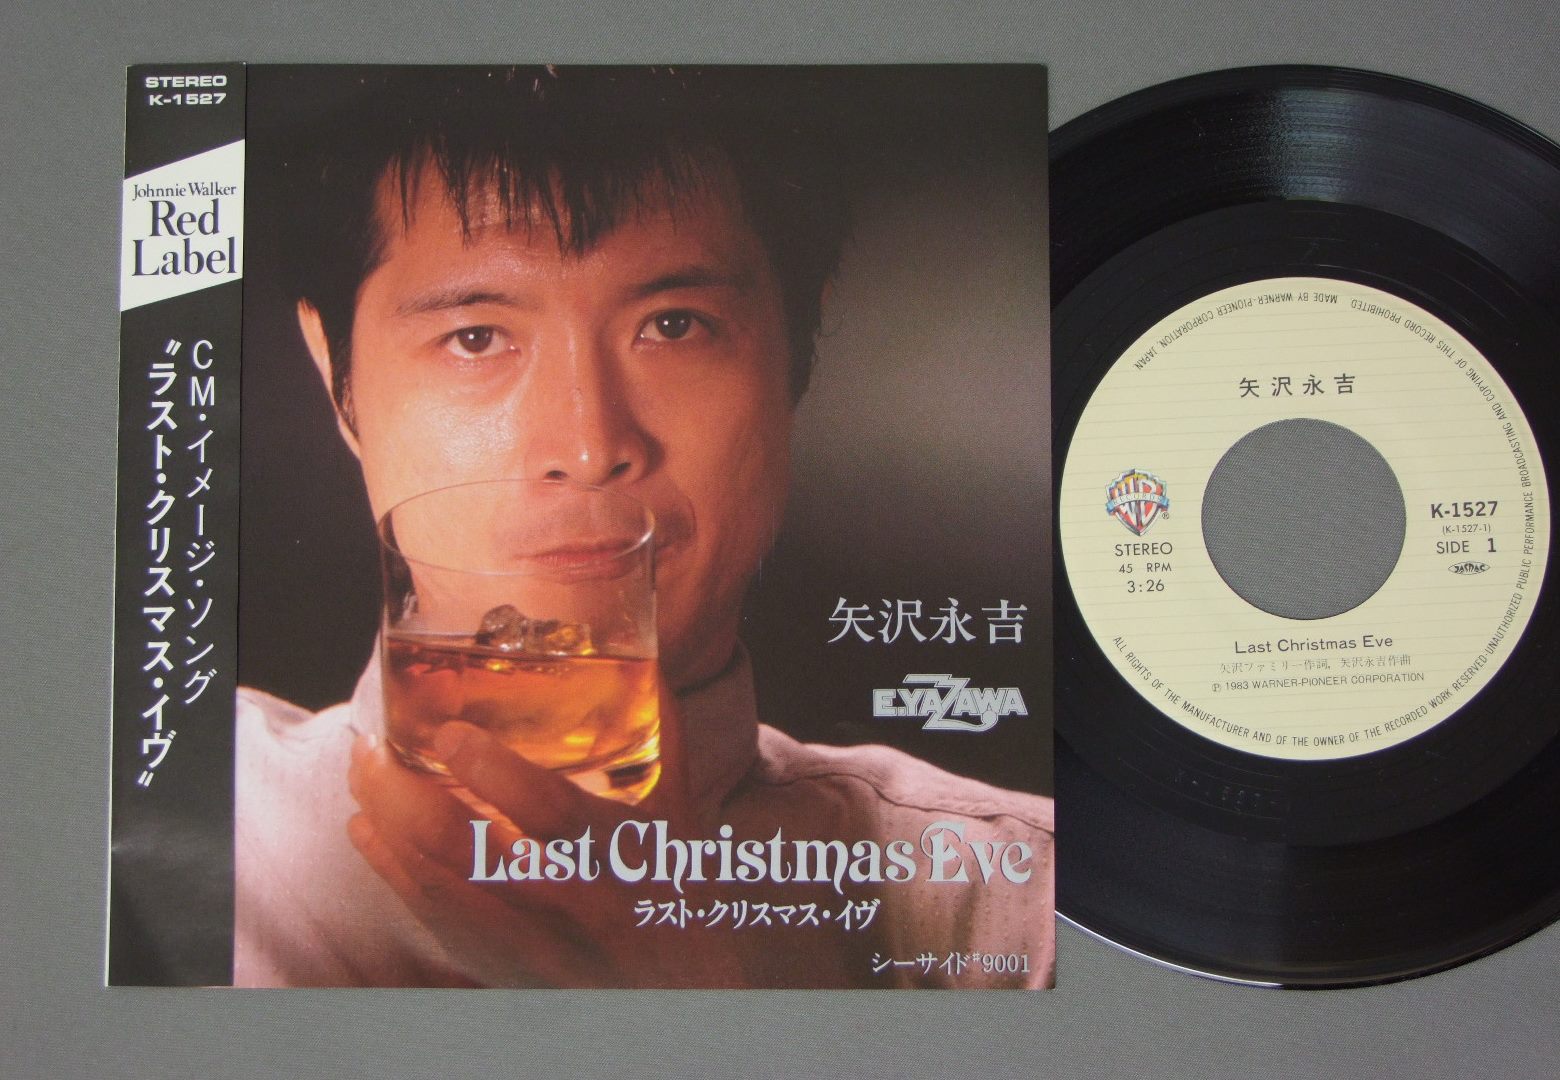 STEREO
K-1527
Johnnie Walker
Red
Label
CM・イメージ・ソング
〝ラスト・クリスマス・イヴ〟
矢沢永吉
E.YAZAWA
Last Christmas Eve
ラスト・クリスマス・イヴ
シーサイド#9001
MADE BY WARNER-PIONEER CORPORATION, JAPAN
ALL RIGHTS OF THE MANUFACTURER AND OF THE OWNER OF THE RECORDED WORK RESERVED-UNAUTHORIZED PUBLIC PERFORMANCE BROADCASTING AND COPYING OF THIS RECORD PROHIBITED
矢沢永吉
WB
RECORDS
®
STEREO
45 RPM
3:26
K-1527
(K-1527-1)
SIDE 1
JASRAC
Last Christmas Eve
矢沢ファミリー作詞, 矢沢永吉作曲
Ⓟ 1983 WARNER-PIONEER CORPORATION